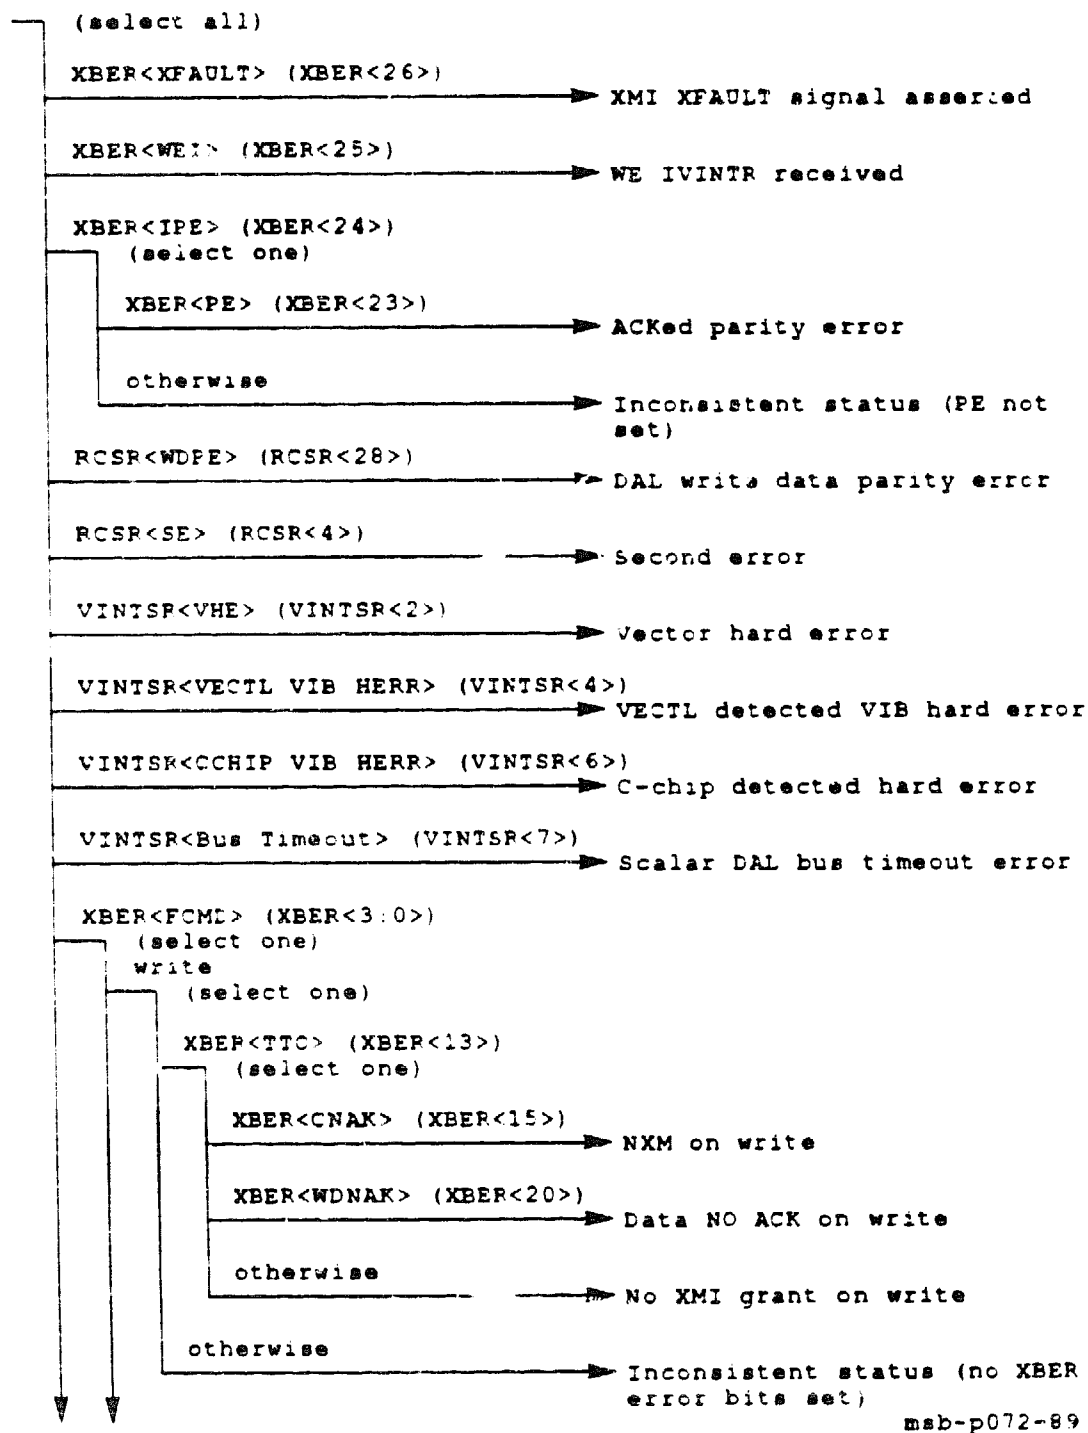 (select all)
XBER<XFAULT> (XBER<26>)
XMI XFAULT signal asserted
XBER<WEI> (XBER<25>)
WE IVINTR received
XBER<IPE> (XBER<24>)
(select one)
XBER<PE> (XBER<23>)
ACKed parity error
otherwise
Inconsistent status (PE not
set)
RCSR<WDPE> (RCSR<28>)
DAL write data parity error
RCSR<SE> (RCSR<4>)
Second error
VINTSR<VHE> (VINTSR<2>)
Vector hard error
VINTSR<VECTL VIB HERR> (VINTSR<4>)
VECTL detected VIB hard error
VINTSR<CCHIP VIB HERR> (VINTSR<6>)
C-chip detected hard error
VINTSR<Bus Timeout> (VINTSR<7>)
Scalar DAL bus timeout error
XBER<FCMD> (XBER<3:0>)
(select one)
write
(select one)
XBER<TTO> (XBER<13>)
(select one)
XBER<CNAK> (XBER<15>)
NXM on write
XBER<WDNAK> (XBER<20>)
Data NO ACK on write
otherwise
No XMI grant on write
otherwise
Inconsistent status (no XBER
error bits set)
msb-p072-89